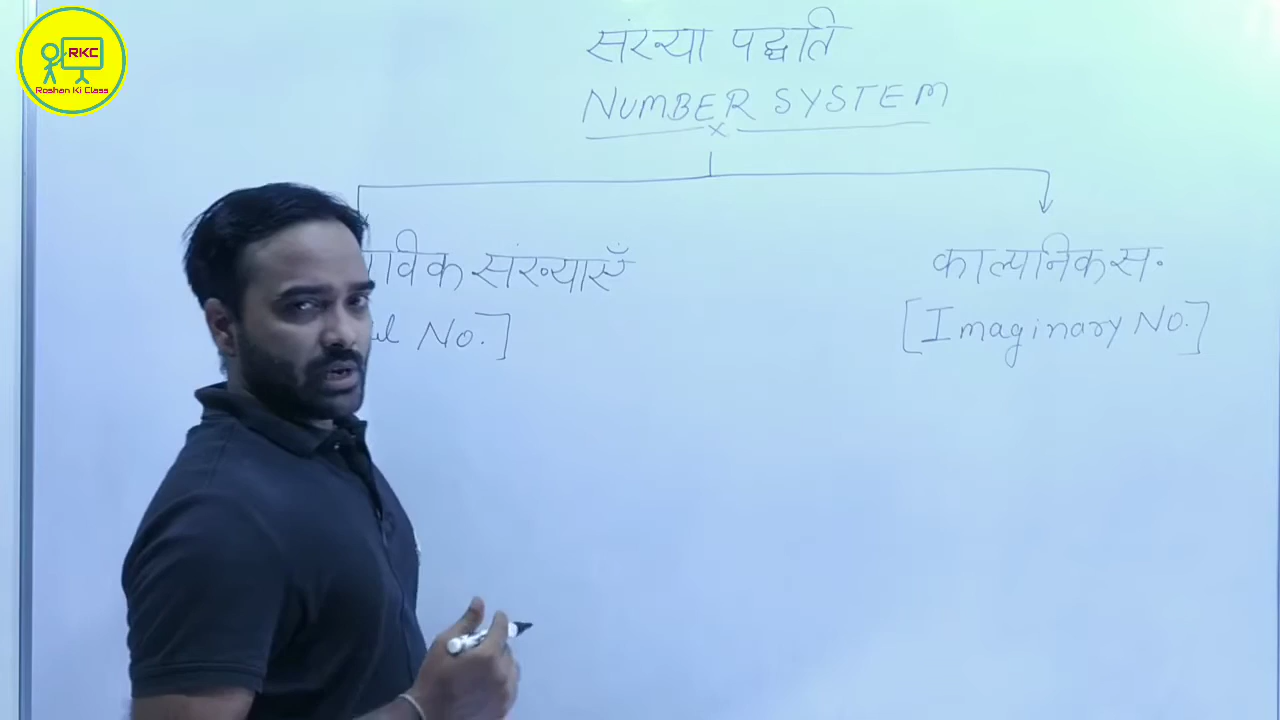 RKC
Roshan Ki Class
संख्या पद्धति
NUMBER SYSTEM
संख्याएँ
काल्पनिक स॰
No.]
[Imaginary No.]